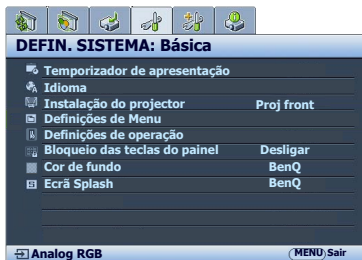 DEFIN. SISTEMA: Básica
Temporizador de apresentação
Idioma
Instalação do projector Proj front
Definições de Menu
Definições de operação
Bloqueio das teclas do painel Desligar
Cor de fundo BenQ
Ecrã Splash BenQ
Analog RGB MENU Sair